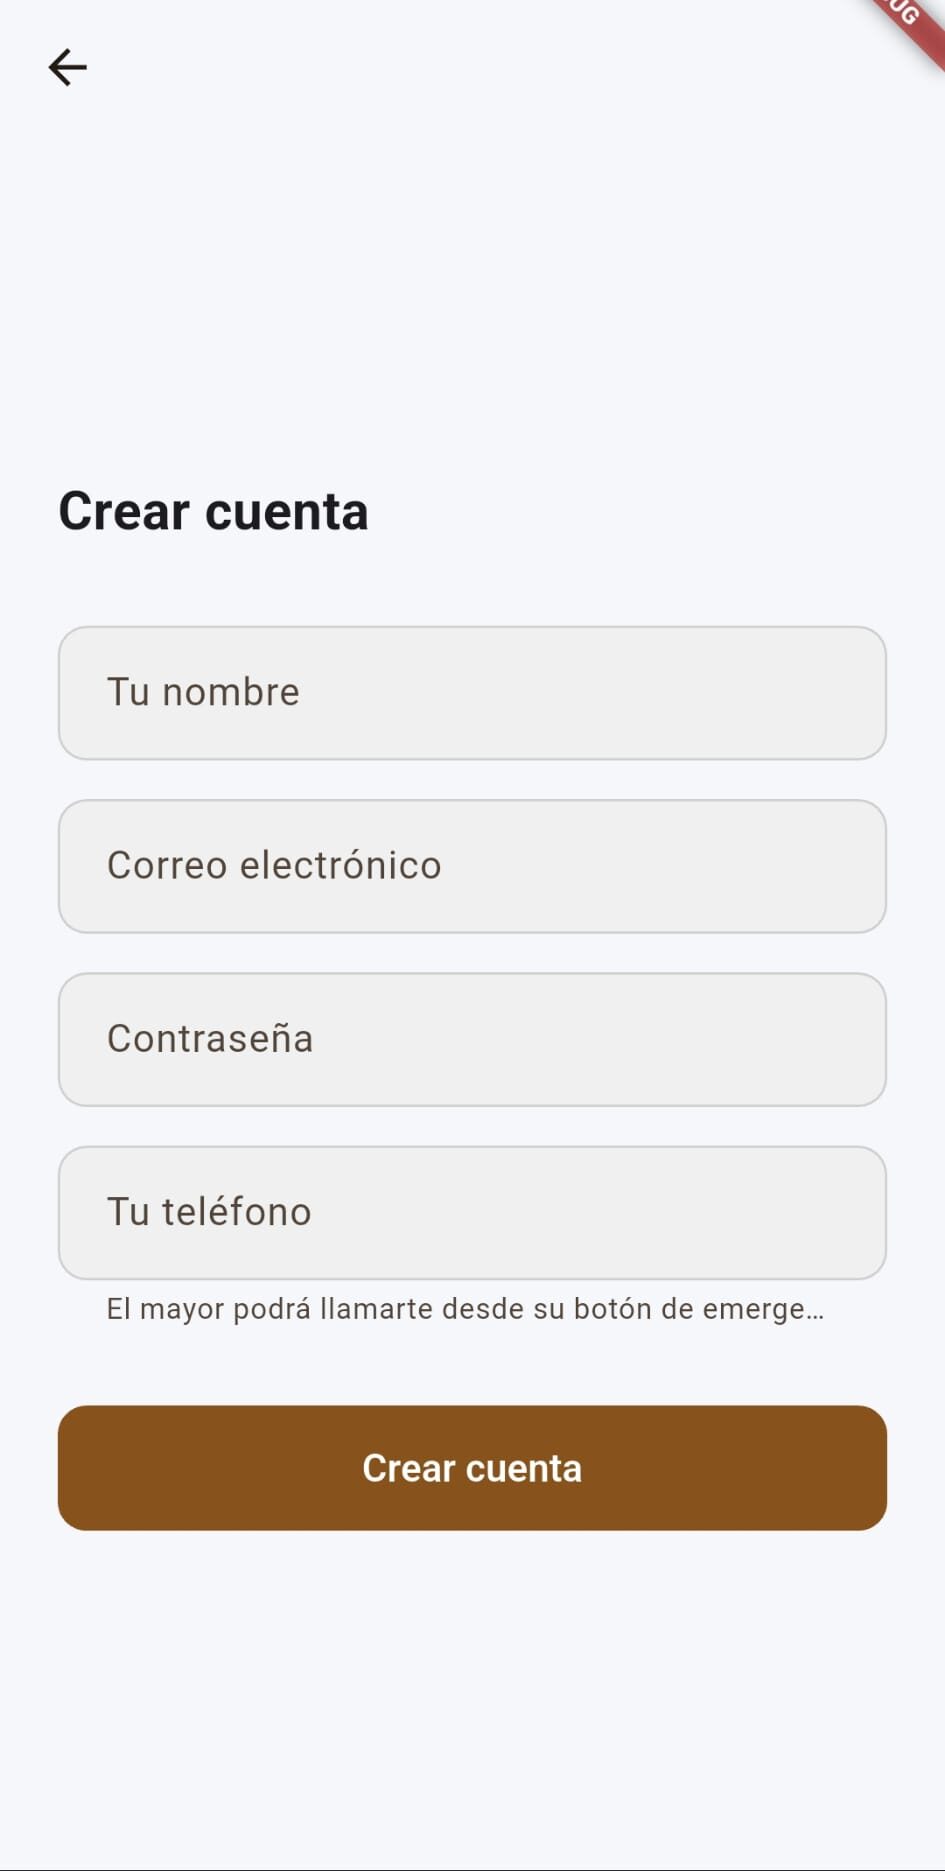 Crear cuenta
Tu nombre
Correo electrónico
Contraseña
Tu teléfono
El mayor podrá llamarte desde su botón de emerge...
Crear cuenta